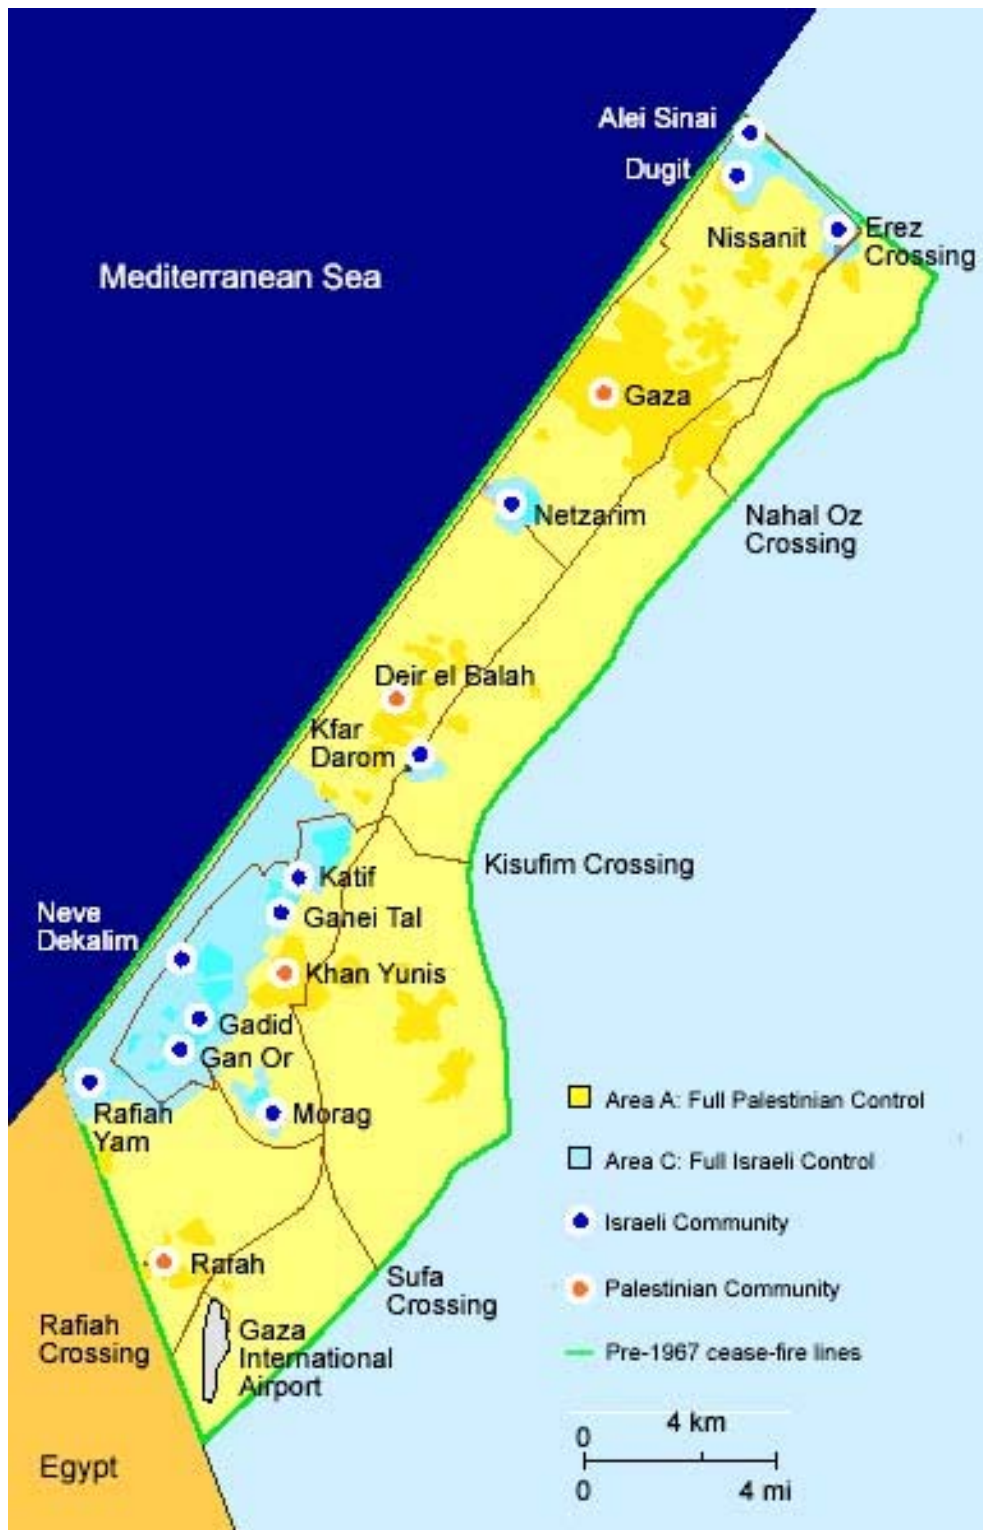 Alei Sinai
Dugit
Nissanit
Erez
Crossing
Mediterranean Sea
Gaza
Netzarim
Nahal Oz
Crossing
Deir el Balah
Kfar
Darom
Kisufim Crossing
Katif
Ganei Tal
Neve
Dekalim
Khan Yunis
Gadid
Gan Or
Rafiah
Yam
Morag
Area A: Full Palestinian Control
Area C: Full Israeli Control
Israeli Community
Palestinian Community
Pre-1967 cease-fire lines
Rafah
Sufa
Crossing
Rafiah
Crossing
Gaza
International
Airport
Egypt
4 km
0
0
4 mi